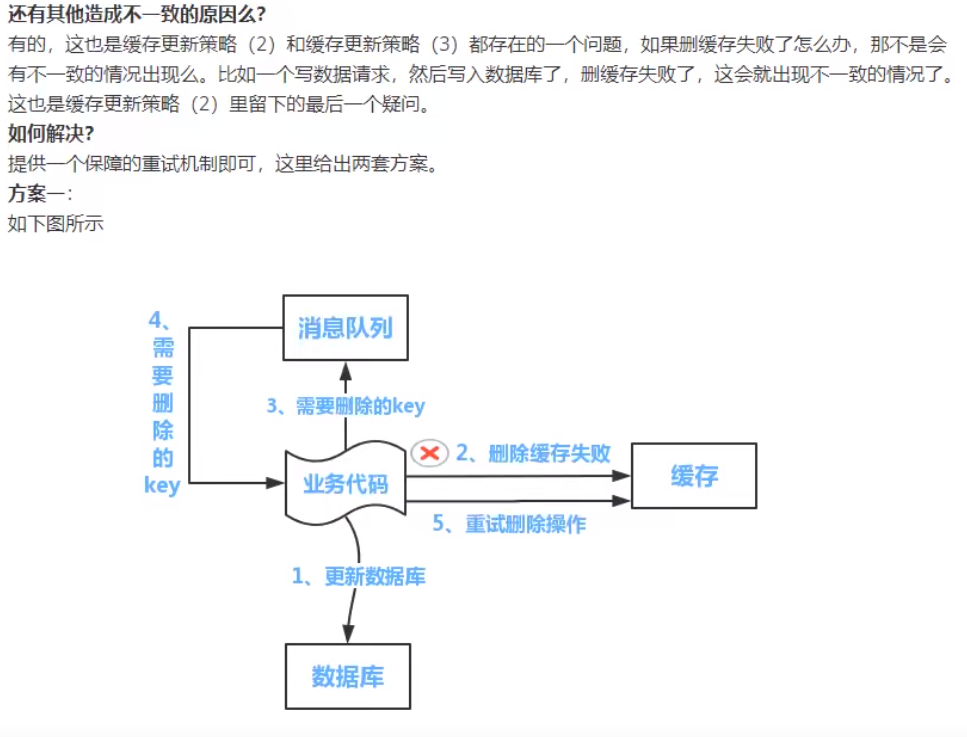 还有其他造成不一致的原因么?
有的，这也是缓存更新策略（2）和缓存更新策略（3）都存在的一个问题，如果删缓存失败了怎么办，那不是会
有不一致的情况出现么。比如一个写数据请求，然后写入数据库了，删缓存失败了，这会就出现不一致的情况了。
这也是缓存更新策略（2）里留下的最后一个疑问。
如何解决?
提供一个保障的重试机制即可，这里给出两套方案。
方案一：
如下图所示
消息队列
4、
需
要
删
除
的
key
3、需要删除的key
2、删除缓存失败
业务代码
缓存
5、重试删除操作
1、更新数据库
数据库